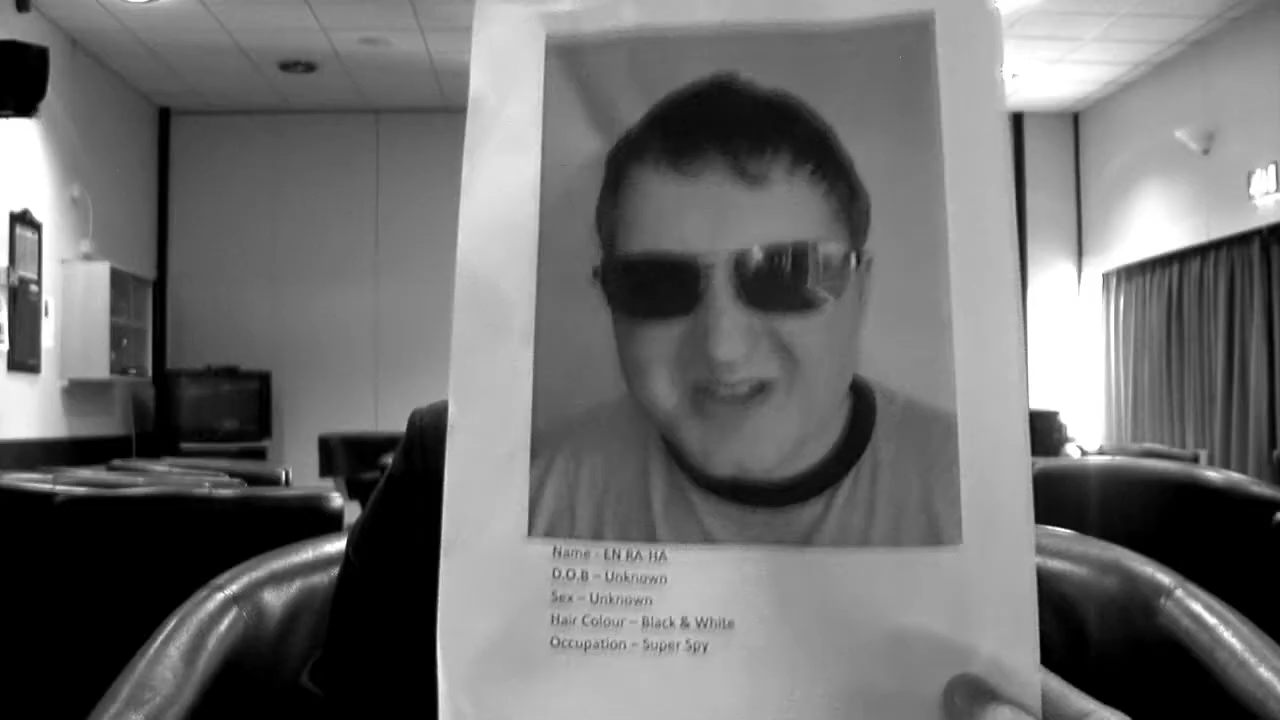 Name - EN RA-HA
D.O.B – Unknown
Sex – Unknown
Hair Colour – Black & White
Occupation – Super Spy